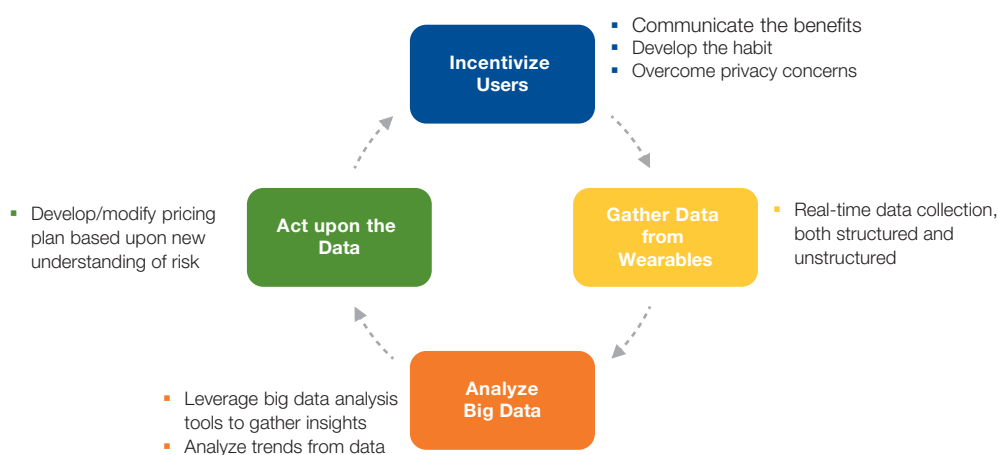 Incentivize
Users
▪ Communicate the benefits
▪ Develop the habit
▪ Overcome privacy concerns
Gather Data
from
Wearables
▪ Real-time data collection,
both structured and
unstructured
Analyze
Big Data
▪ Leverage big data analysis
tools to gather insights
▪ Analyze trends from data
Act upon the
Data
▪ Develop/modify pricing
plan based upon new
understanding of risk